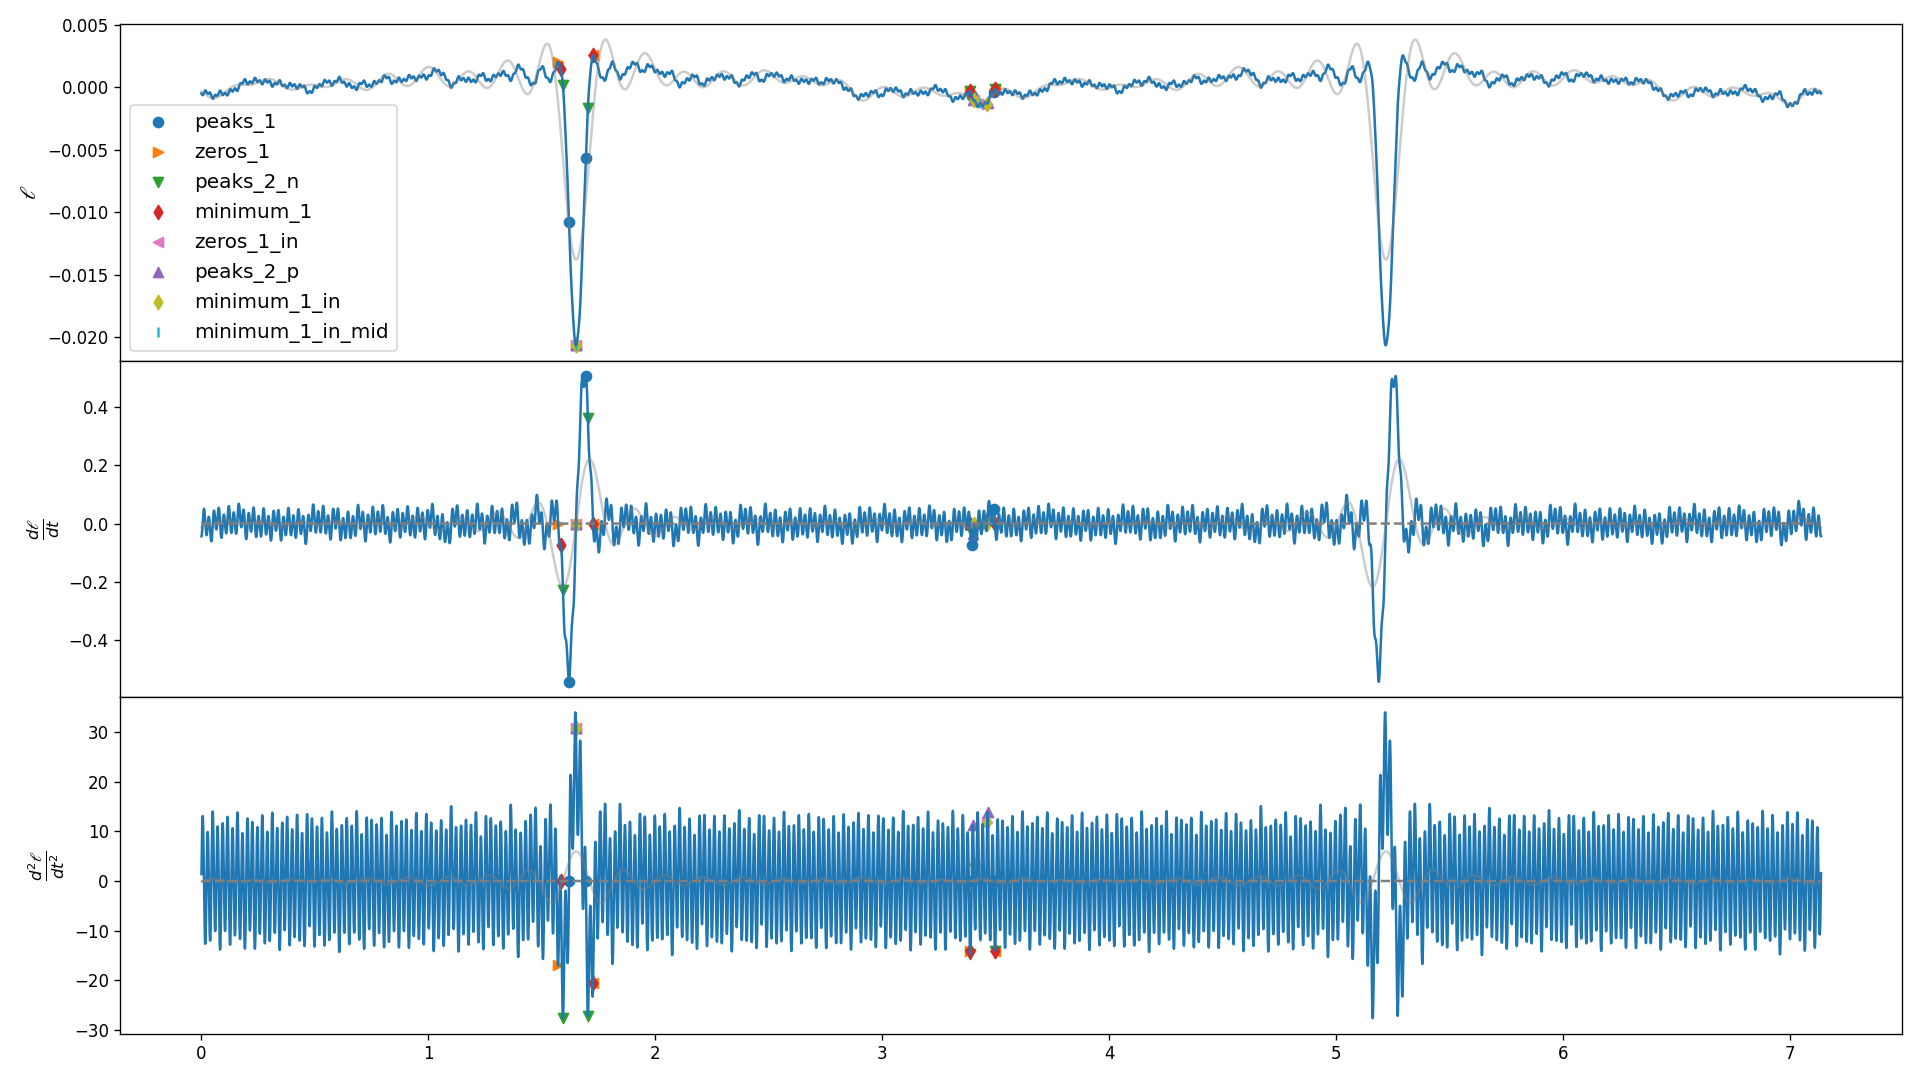 0.005
0.000
−0.005
−0.010
−0.015
−0.020
ℓ
peaks_1
zeros_1
peaks_2_n
minimum_1
zeros_1_in
peaks_2_p
minimum_1_in
minimum_1_in_mid
0.4
0.2
0.0
−0.2
−0.4
dℓ
dt
30
20
10
0
−10
−20
−30
d²ℓ
dt²
0 1 2 3 4 5 6 7